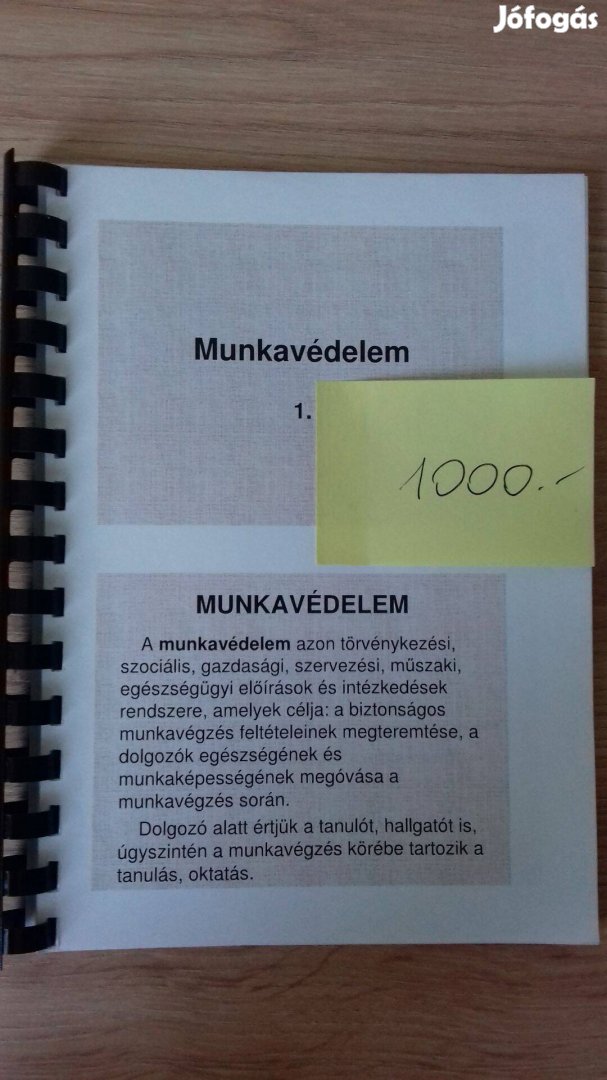 Jófogás
Munkavédelem
1.
1000.-
MUNKAVÉDELEM
A munkavédelem azon törvénykezési,
szociális, gazdasági, szervezési, műszaki,
egészségügyi előírások és intézkedések
rendszere, amelyek célja: a biztonságos
munkavégzés feltételeinek megteremtése, a
dolgozók egészségének és
munkaképességének megóvása a
munkavégzés során.
Dolgozó alatt értjük a tanulót, hallgatót is,
úgyszintén a munkavégzés körébe tartozik a
tanulás, oktatás.